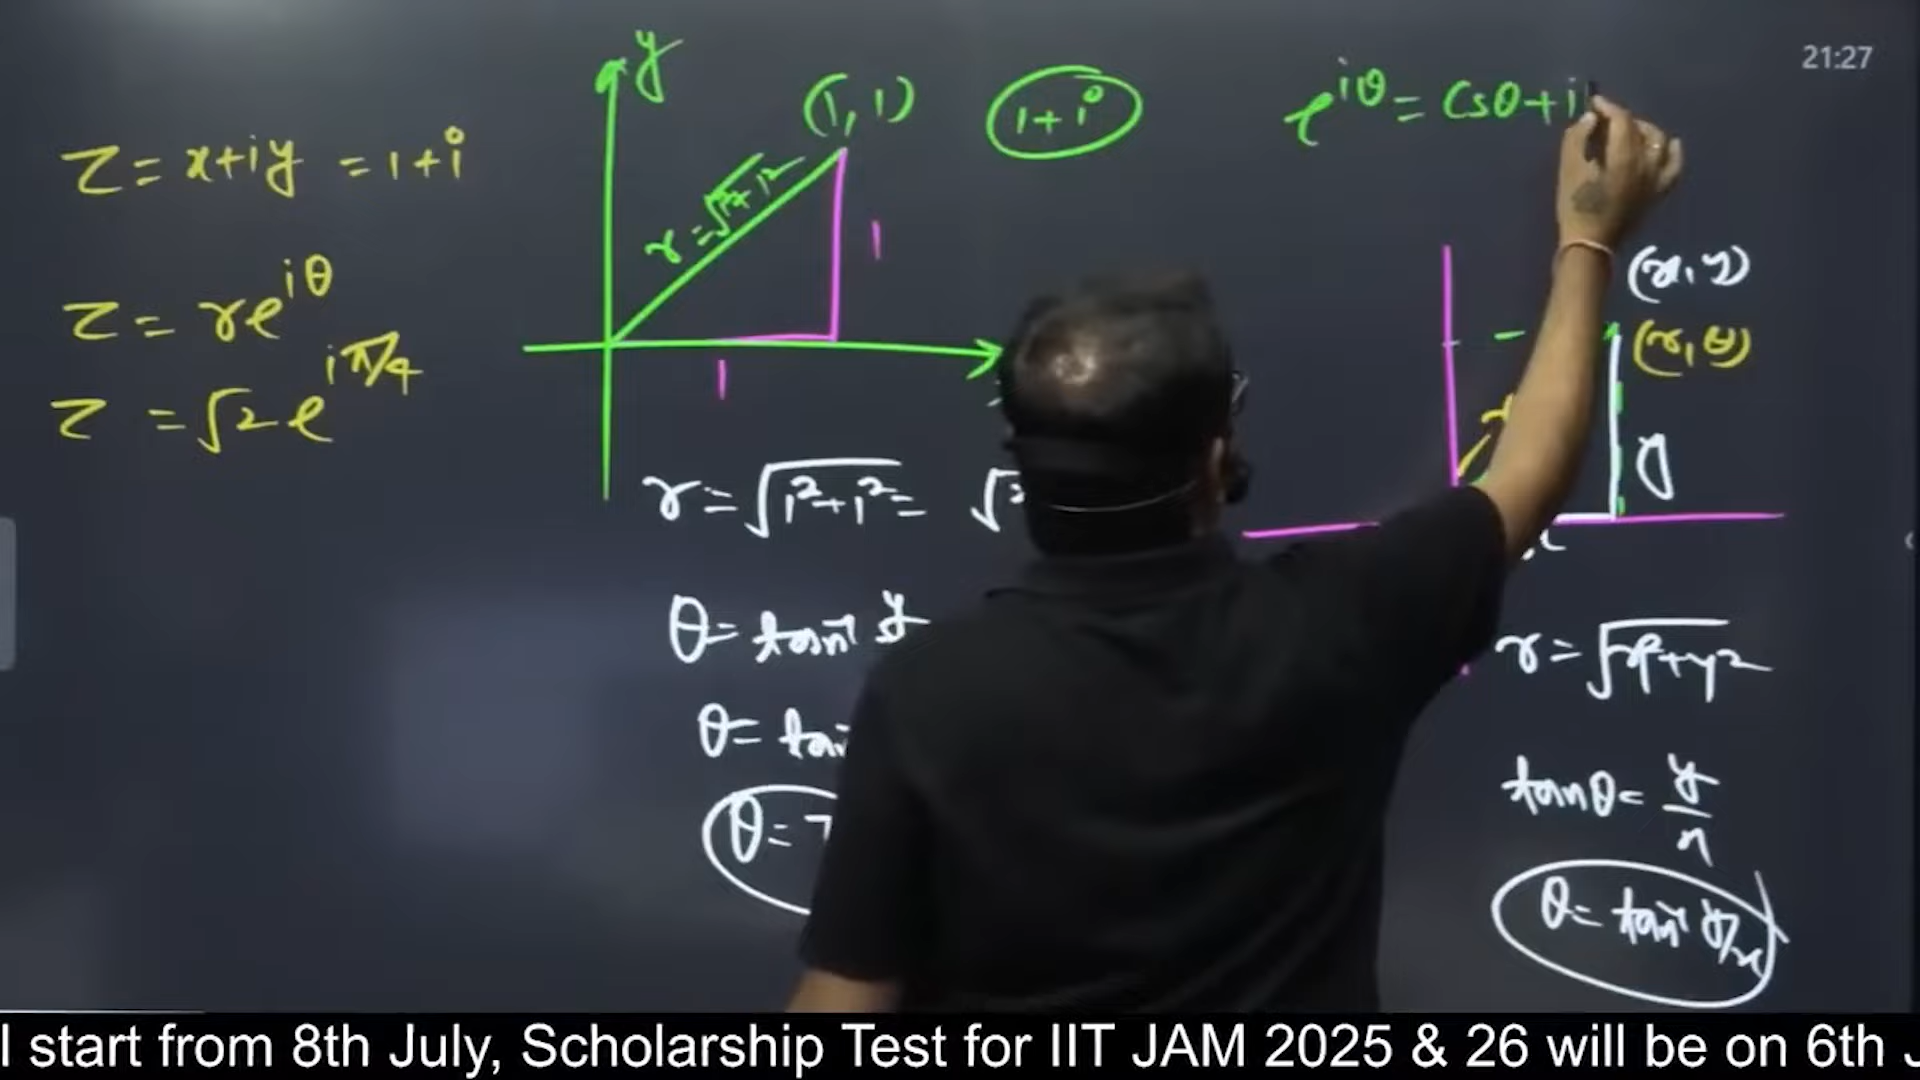 21:27
z = x+iy = 1+i
z = re^{iθ}
z = √2 e^{iπ/4}
y
(1, 1)
r = √1²+1²
1
1
1+i
r = √1²+1² =
θ = tan⁻¹ y
θ = tan⁻
θ =
e^{iθ} = Csθ+i
(x, y)
(r, θ)
r
y
x
r = √x²+y²
tanθ = y/x
θ = tan⁻¹ y/x
l start from 8th July, Scholarship Test for IIT JAM 2025 & 26 will be on 6th J